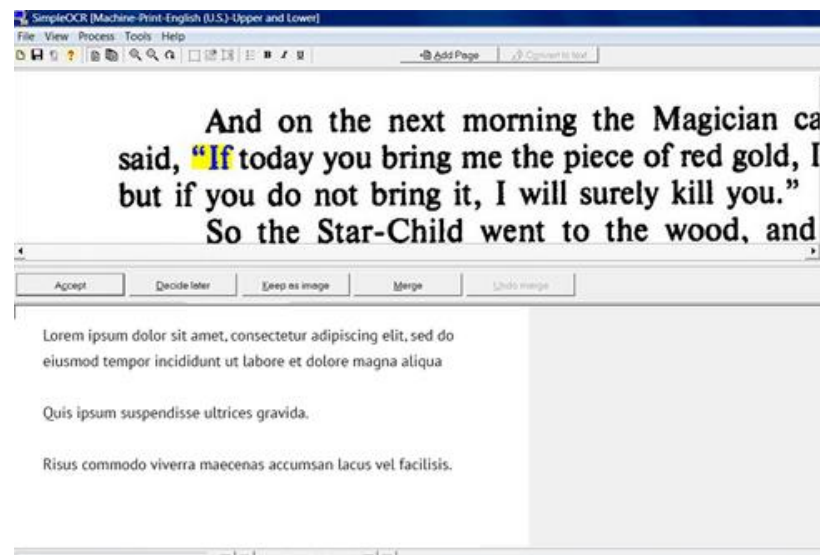 SimpleOCR [Machine-Print-English (U.S.)-Upper and Lower]
File View Process Tools Help
B I U Add Page Convert to text
And on the next morning the Magician ca
said, “If today you bring me the piece of red gold, I
but if you do not bring it, I will surely kill you.”
So the Star-Child went to the wood, and
Accept Decide later Keep as image Merge Undo merge
Lorem ipsum dolor sit amet, consectetur adipiscing elit, sed do
eiusmod tempor incididunt ut labore et dolore magna aliqua
Quis ipsum suspendisse ultrices gravida.
Risus commodo viverra maecenas accumsan lacus vel facilisis.